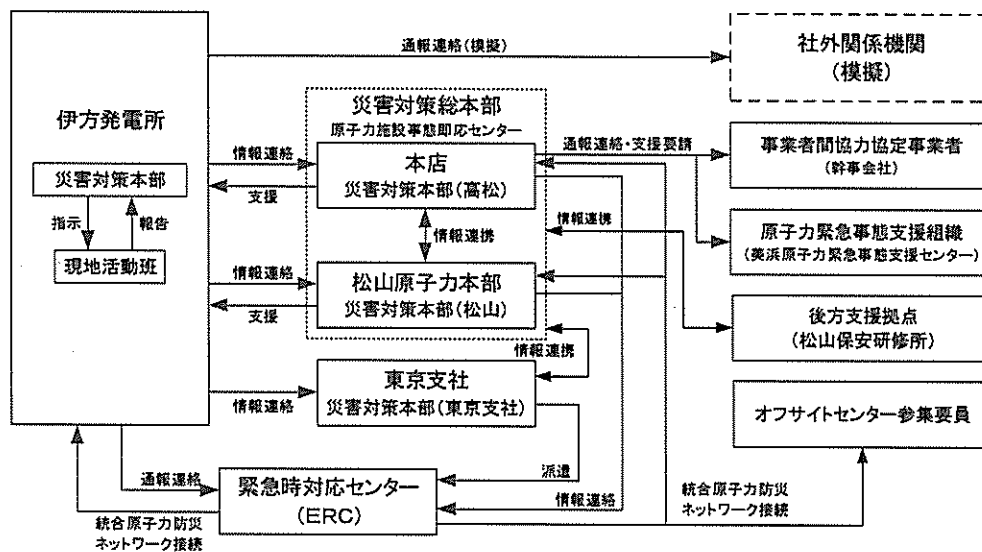 通報連絡(模擬)
社外関係機関
(模擬)
伊方発電所
災害対策本部
指示
報告
現地活動班
災害対策総本部
原子力施設事態即応センター
情報連絡
支援
本店
災害対策本部(高松)
情報連携
情報連絡
支援
松山原子力本部
災害対策本部(松山)
通報連絡・支援要請
事業者間協力協定事業者
(幹事会社)
情報連携
原子力緊急事態支援組織
(美浜原子力緊急事態支援センター)
後方支援拠点
(松山保安研修所)
情報連携
情報連絡
東京支社
災害対策本部(東京支社)
オフサイトセンター参集要員
通報連絡
派遣
緊急時対応センター
(ERC)
情報連絡
統合原子力防災
ネットワーク接続
統合原子力防災
ネットワーク接続